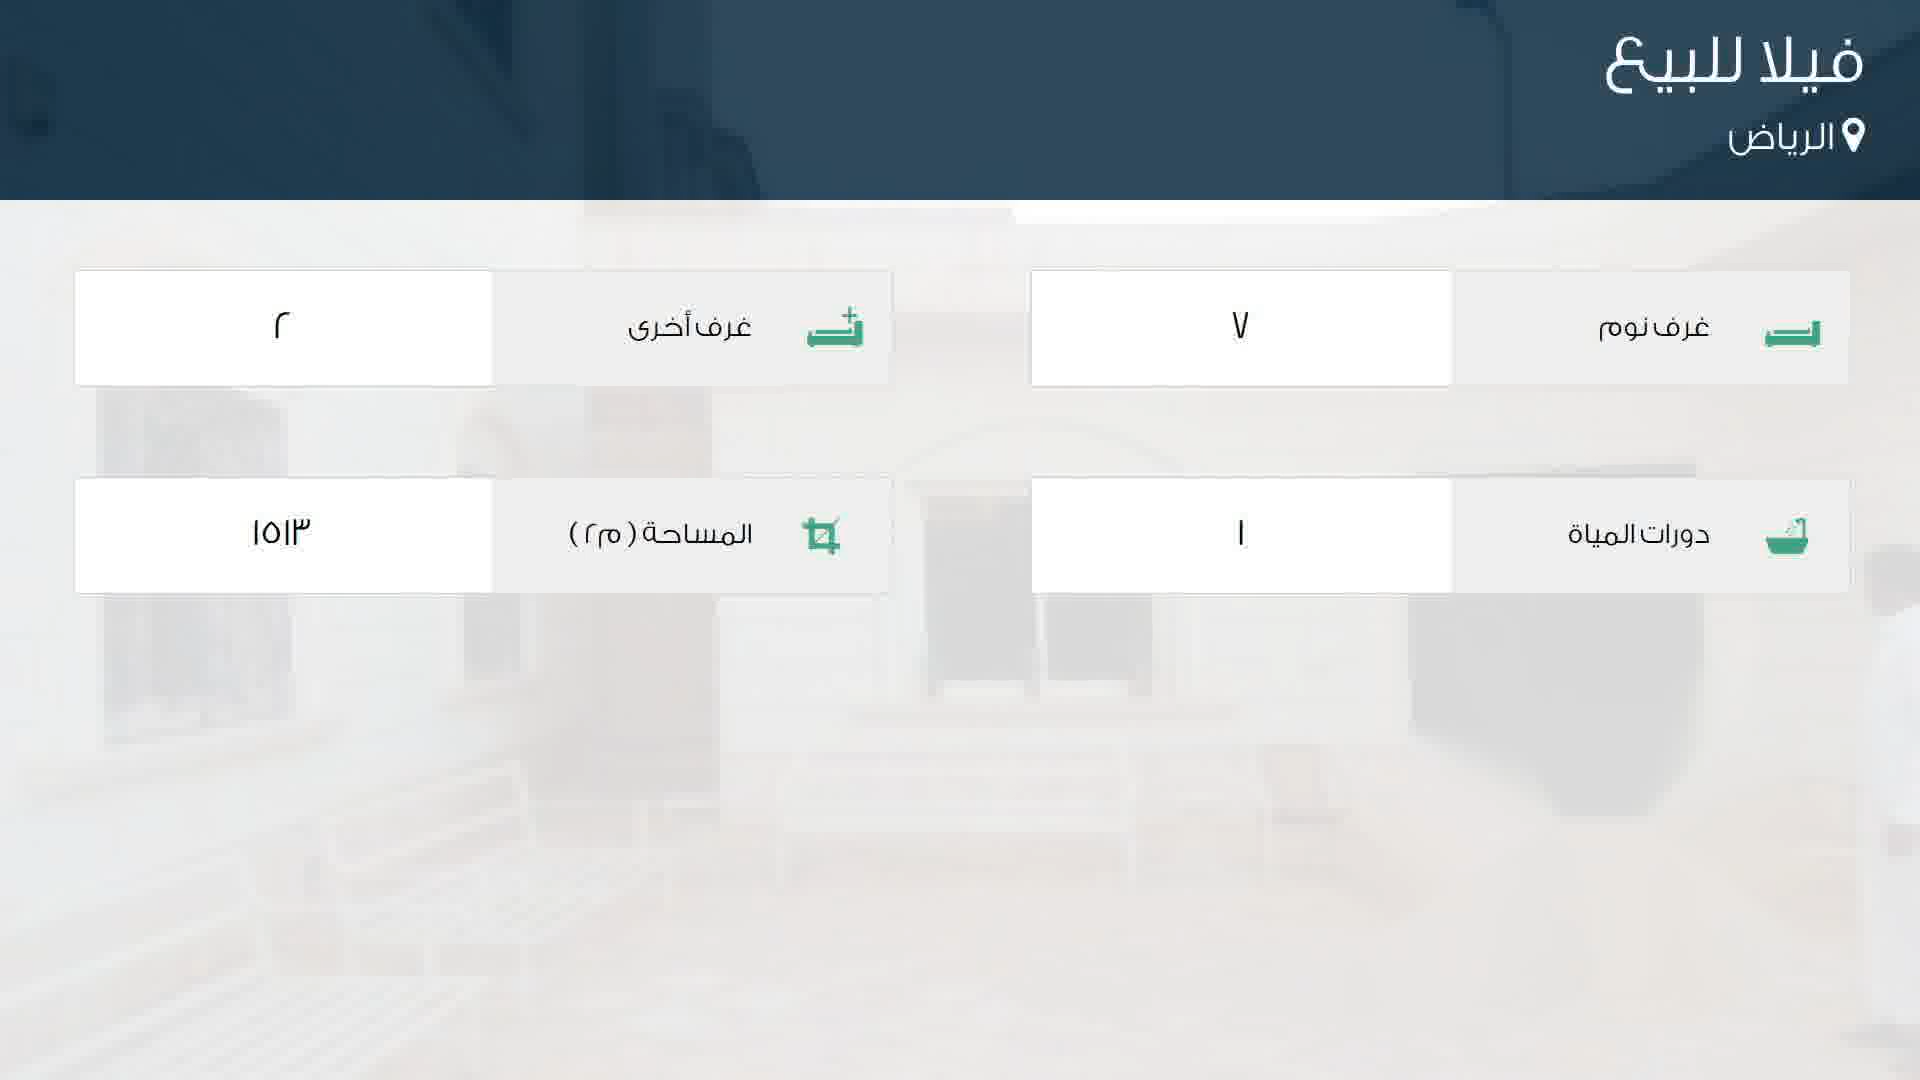 فيلا للبيع
الرياض
غرف نوم
٧
غرف أخرى
٢
دورات المياة
١
المساحة (م٢)
١٥١٣